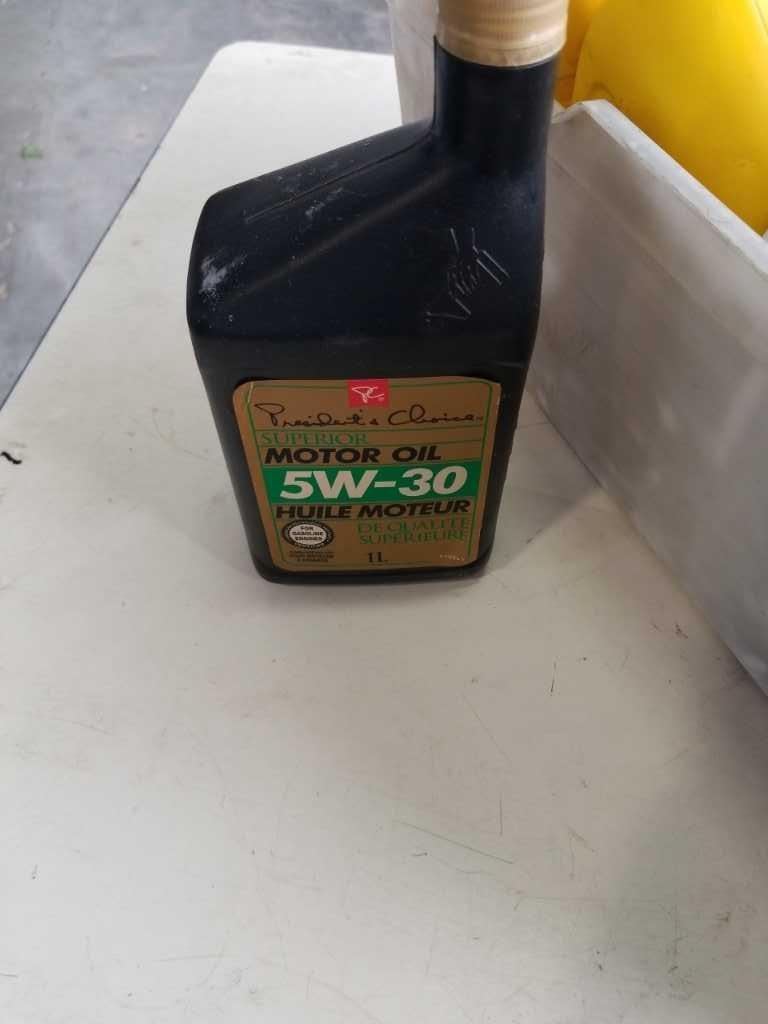 PC
President's Choice
SUPERIOR
MOTOR OIL
5W-30
HUILE MOTEUR
DE QUALITÉ
SUPÉRIEURE
FOR
GASOLINE
ENGINES
1L